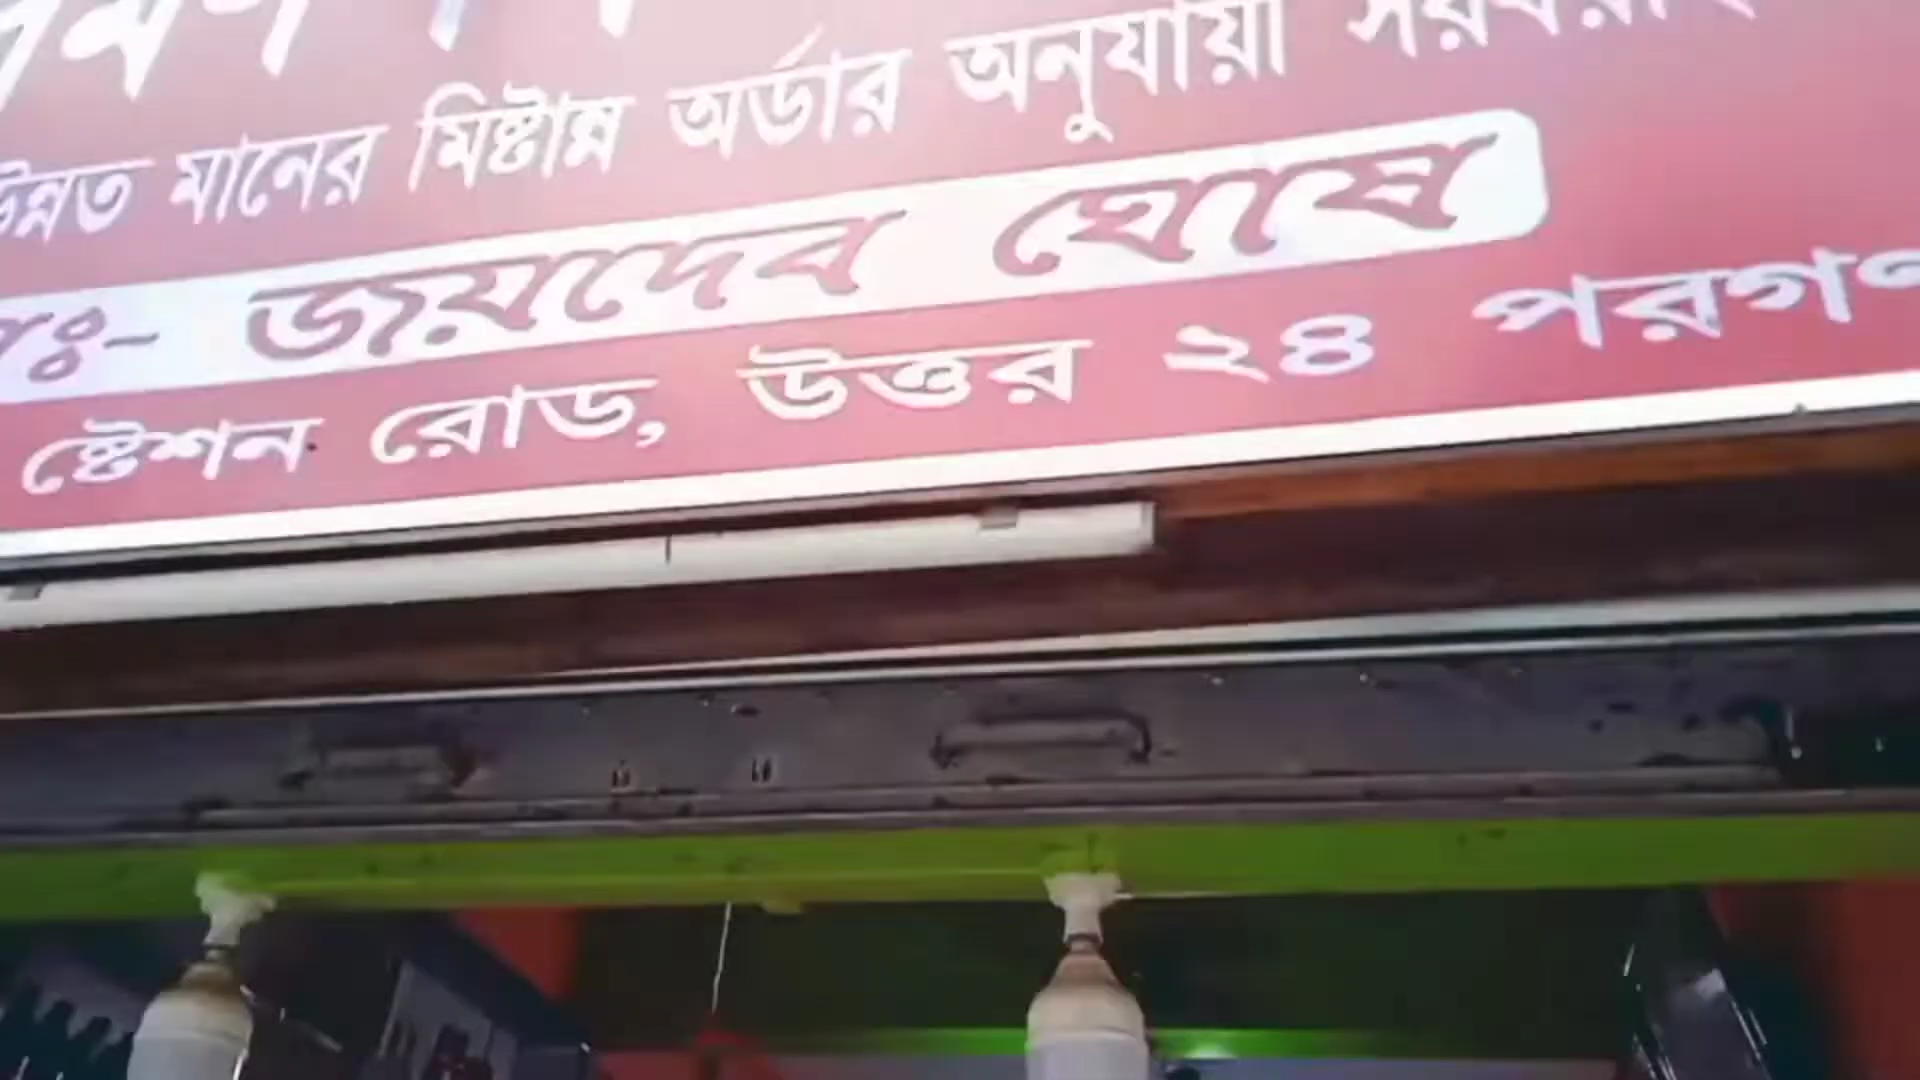 উন্নত মানের মিষ্টান্ন অর্ডার অনুযায়ী সরবরাহ
জয়দেব ঘোষ
ষ্টেশন রোড, উত্তর ২৪ পরগণ